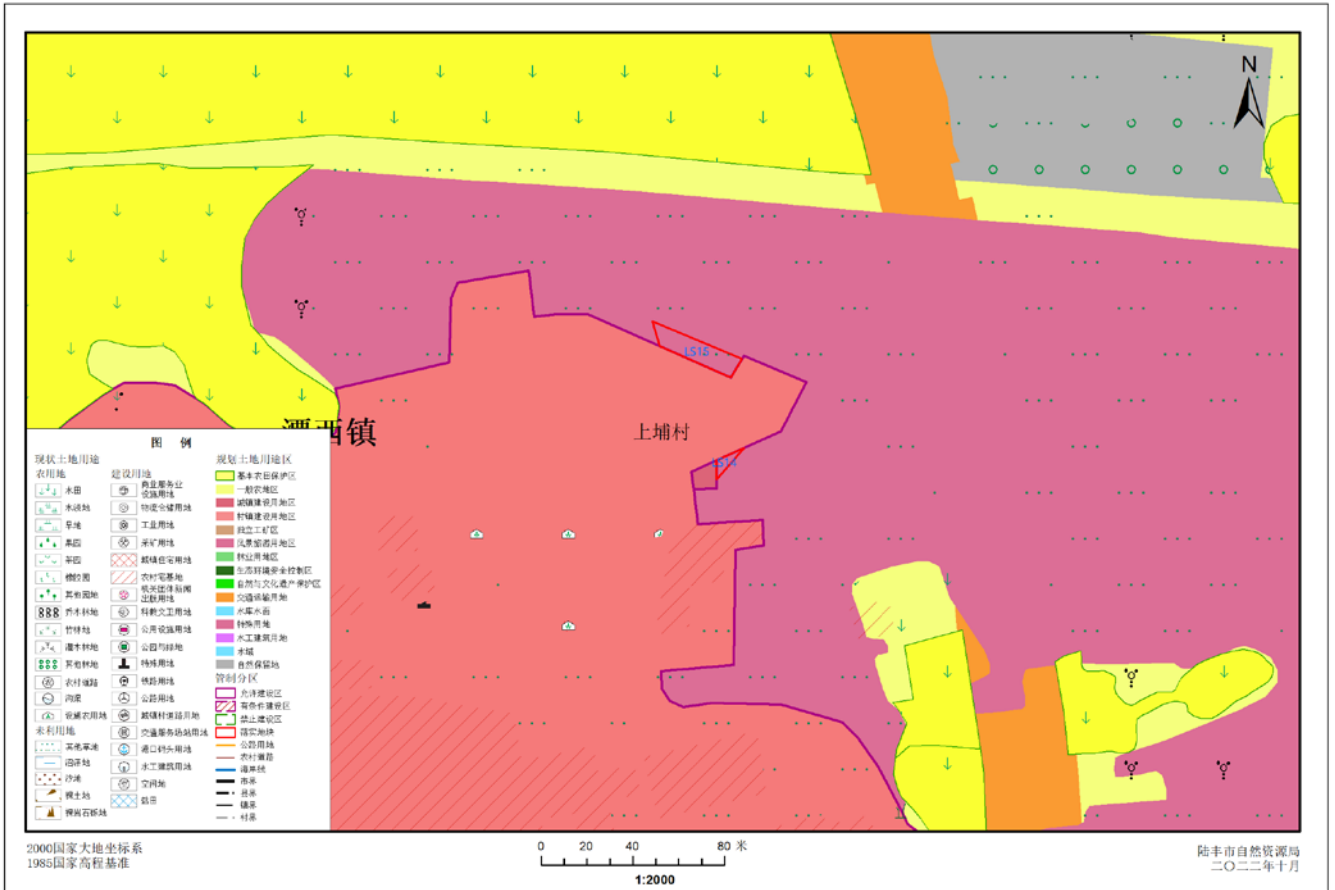 N
LS15
上埔村
LS14
潭西镇
图 例
现状土地用途
农用地
水田
水浇地
旱地
果园
茶园
橡胶园
其他园地
乔木林地
竹林地
灌木林地
其他林地
农村道路
沟渠
设施农用地
未利用地
其他草地
沼泽地
沙地
裸土地
裸岩石砾地
建设用地
商业服务业
设施用地
物流仓储用地
工业用地
采矿用地
城镇住宅用地
农村宅基地
机关团体新闻
出版用地
科教文卫用地
公用设施用地
公园与绿地
特殊用地
铁路用地
公路用地
城镇村道路用地
交通服务场站用地
港口码头用地
水工建筑用地
空闲地
盐田
规划土地用途区
基本农田保护区
一般农地区
城镇建设用地区
村镇建设用地区
独立工矿区
风景旅游用地区
林业用地区
生态环境安全控制区
自然与文化遗产保护区
交通运输用地
水库水面
特殊用地
水工建筑用地
水域
自然保留地
管制分区
允许建设区
有条件建设区
禁止建设区
落实地块
公路用地
农村道路
海岸线
市界
县界
镇界
村界
2000国家大地坐标系
1985国家高程基准
0 20 40 80 米
1:2000
陆丰市自然资源局
二〇二二年十月